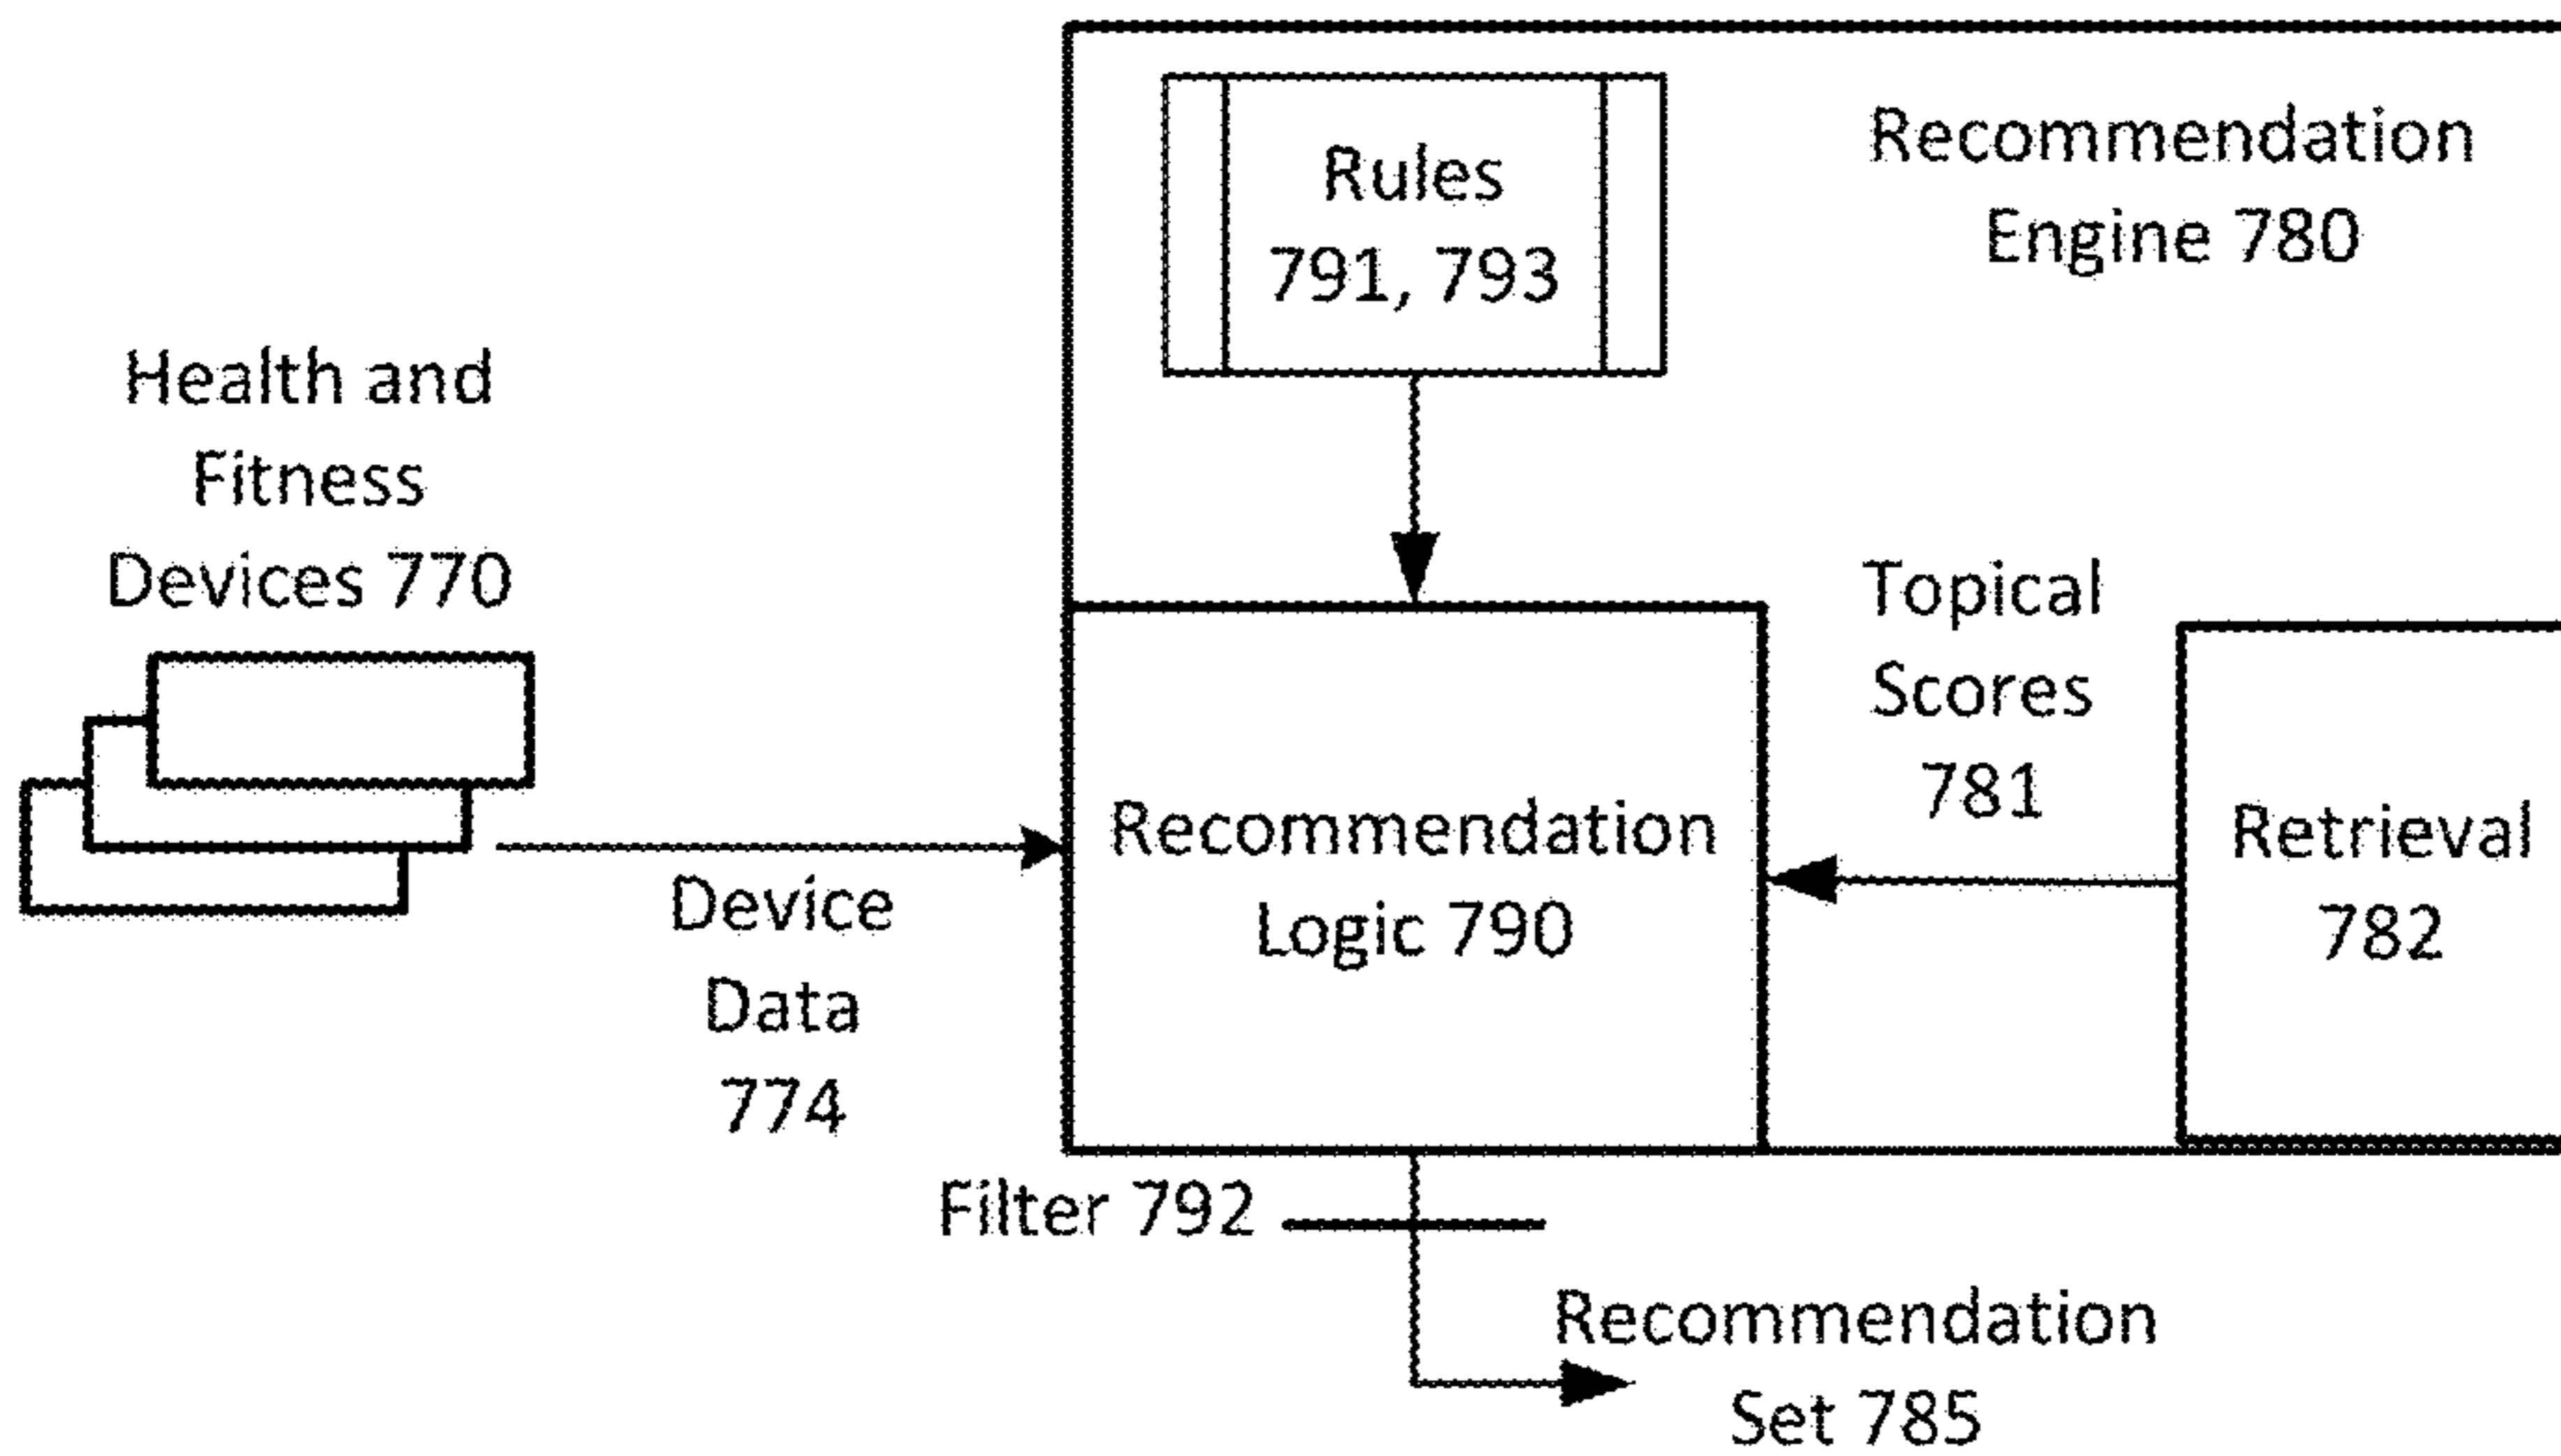 Rules
791, 793
Recommendation
Engine 780
Health and
Fitness
Devices 770
Topical
Scores
781
Recommendation
Logic 790
Retrieval
782
Device
Data
774
Filter 792
Recommendation
Set 785